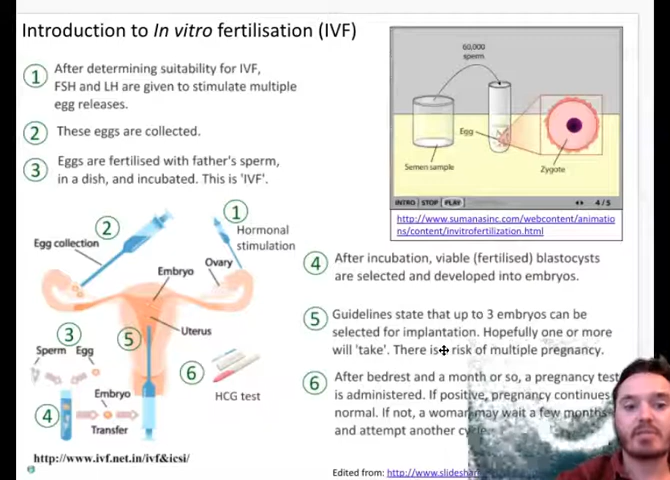 Introduction to In vitro fertilisation (IVF)
1
After determining suitability for IVF,
FSH and LH are given to stimulate multiple
egg releases.
2
These eggs are collected.
3
Eggs are fertilised with father's sperm,
in a dish, and incubated. This is 'IVF'.
60,000
sperm
Egg
Semen sample
Zygote
INTRO STOP PLAY 4/5
http://www.sumanasinc.com/webcontent/animatio
ns/content/invitrofertilization.html
1
Hormonal
stimulation
2
Egg collection
Ovary
Embryo
Uterus
3
Sperm Egg
5
6
HCG test
4
Embryo
Transfer
http://www.ivf.net.in/ivf&icsi/
4
After incubation, viable (fertilised) blastocysts
are selected and developed into embryos.
5
Guidelines state that up to 3 embryos can be
selected for implantation. Hopefully one or more
will 'take'. There is risk of multiple pregnancy.
6
After bedrest and a month or so, a pregnancy test
is administered. If positive, pregnancy continues
normal. If not, a woman may wait a few months
and attempt another cycle.
Edited from: http://www.slideshar